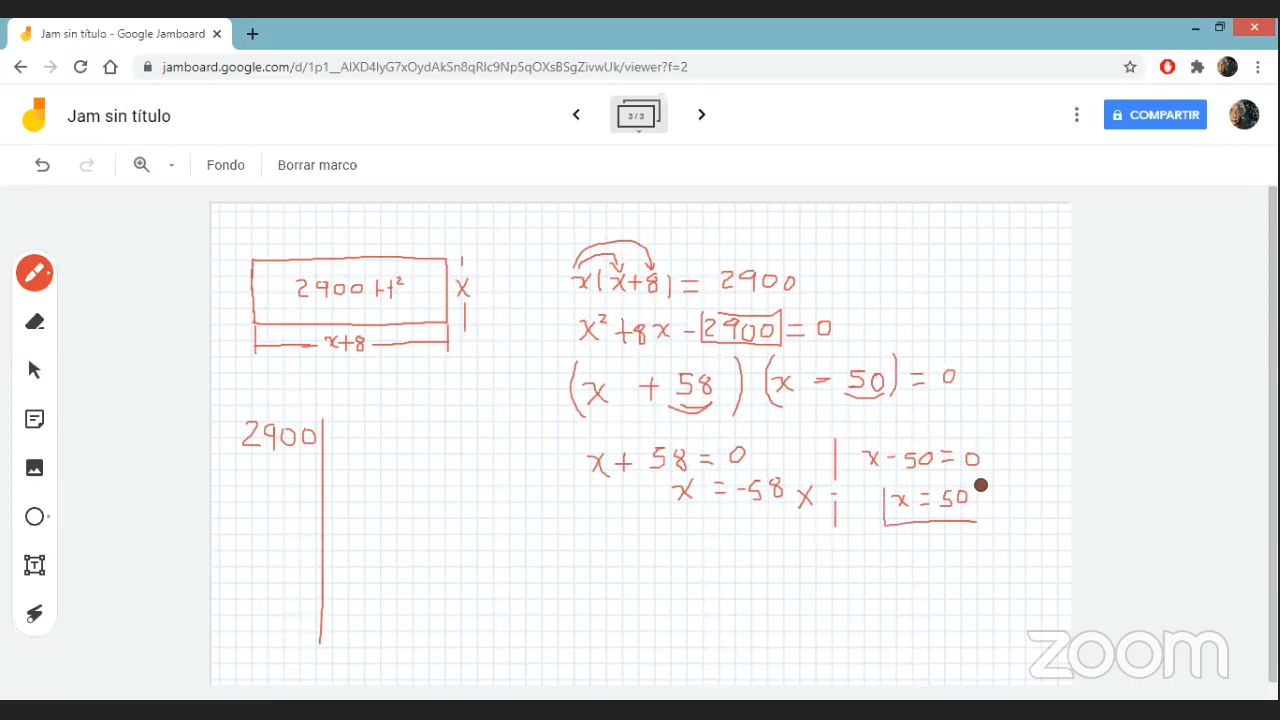 Jam sin título - Google Jamboard
jamboard.google.com/d/1p1__AIXD4IyG7xOydAkSn8qRlc9Np5qOXsBSgZivwUk/viewer?f=2
Jam sin título
3 / 3
COMPARTIR
Fondo
Borrar marco
2900 Ft²
x
x+8
2900
x(x+8) = 2900
x² + 8x - 2900 = 0
(x + 58) (x - 50) = 0
x + 58 = 0
x = -58 x
x - 50 = 0
x = 50
zoom